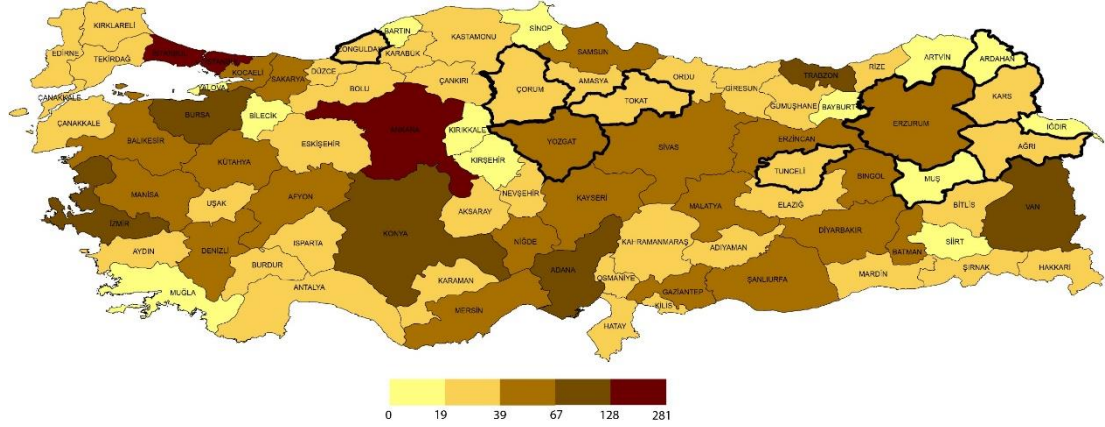 KIRKLARELİ
EDİRNE
TEKİRDAĞ
KOCAELİ
SAKARYA
DÜZCE
ZONGULDAK
BARTIN
KARABÜK
KASTAMONU
SİNOP
SAMSUN
ORDU
GİRESUN
TRABZON
RİZE
ARTVİN
ARDAHAN
ÇANAKKALE
YALOVA
BOLU
ÇANKIRI
ÇORUM
AMASYA
TOKAT
GÜMÜŞHANE
BAYBURT
ERZURUM
KARS
IĞDIR
ÇANAKKALE
BURSA
BİLECİK
ANKARA
KIRIKKALE
BALIKESİR
ESKİŞEHİR
YOZGAT
SİVAS
ERZİNCAN
AĞRI
KÜTAHYA
KIRŞEHİR
TUNCELİ
BİNGÖL
MUŞ
MANİSA
UŞAK
AFYON
NEVŞEHİR
KAYSERİ
MALATYA
ELAZIĞ
BİTLİS
VAN
İZMİR
AKSARAY
KONYA
NİĞDE
KAHRAMANMARAŞ
ADIYAMAN
DİYARBAKIR
BATMAN
SİİRT
AYDIN
DENİZLİ
ISPARTA
BURDUR
ANTALYA
KARAMAN
ADANA
OSMANİYE
GAZİANTEP
ŞANLIURFA
MARDİN
ŞIRNAK
HAKKARİ
MUĞLA
MERSİN
KİLİS
HATAY
0 19 39 67 128 281